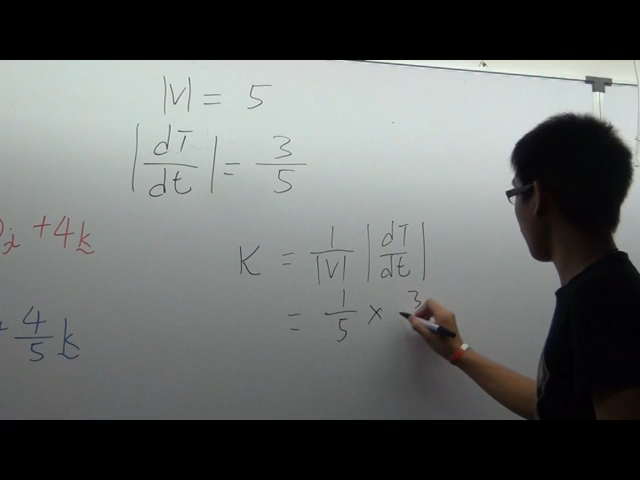 |V| = 5
|dT/dt| = 3/5
i + 4k
K = 1/|V| |dT/dt|
= 1/5 × 3
+ 4/5 k